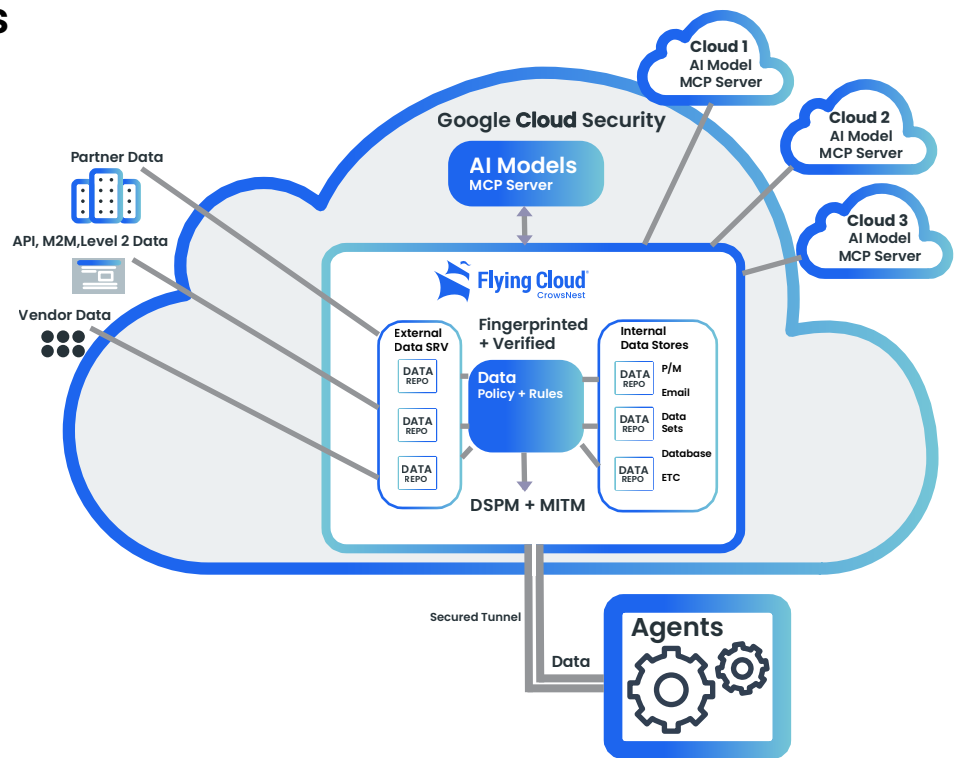 s
Cloud 1
AI Model
MCP Server
Google Cloud Security
Cloud 2
AI Model
MCP Server
Partner Data
AI Models
MCP Server
Cloud 3
AI Model
MCP Server
API, M2M,Level 2 Data
Flying Cloud
CrowsNest
Vendor Data
External
Data SRV
DATA
REPO
DATA
REPO
DATA
REPO
Fingerprinted
+ Verified
Data
Policy + Rules
DSPM + MITM
Internal
Data Stores
DATA
REPO
P/M
Email
DATA
REPO
Data
Sets
Database
DATA
REPO
ETC
Secured Tunnel
Data
Agents